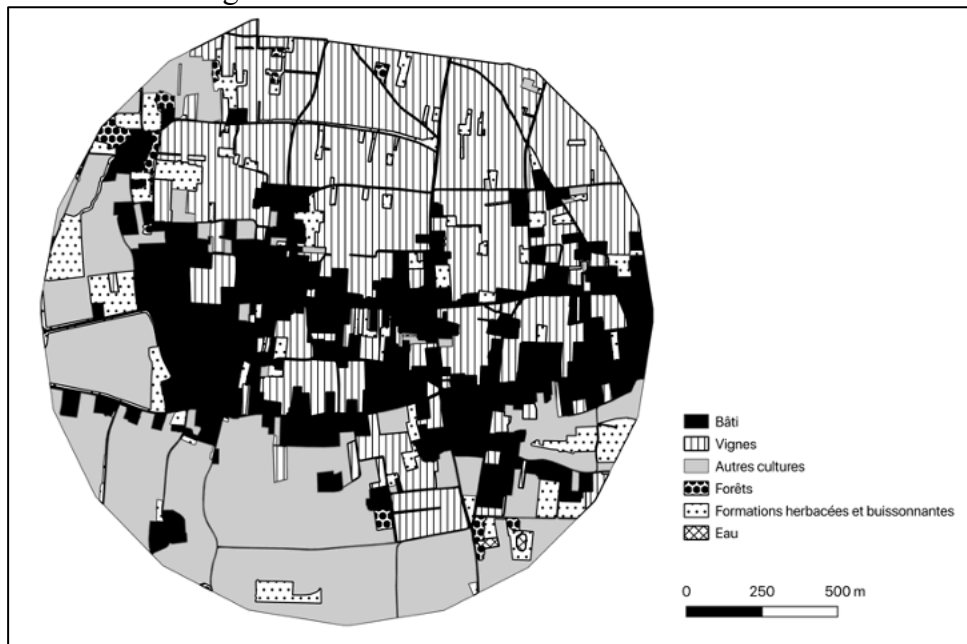 Bâti
Vignes
Autres cultures
Forêts
Formations herbacées et buissonnantes
Eau
0 250 500 m